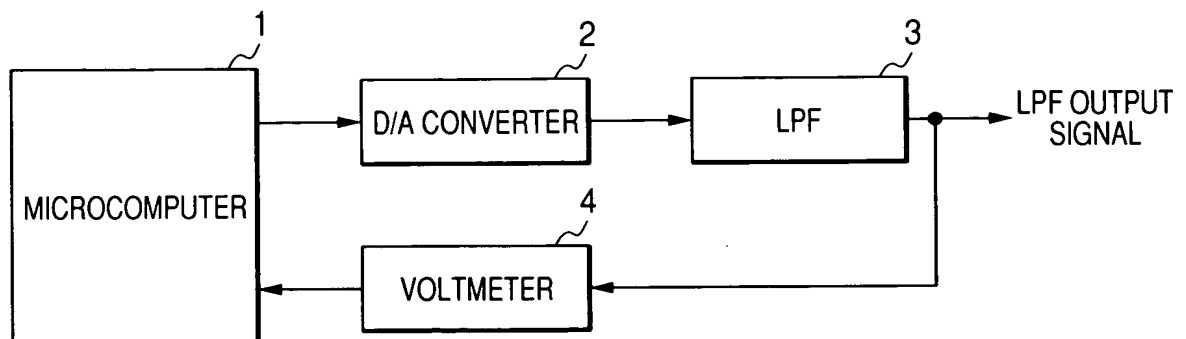 1
2
3
D/A CONVERTER
LPF
LPF OUTPUT
SIGNAL
MICROCOMPUTER
4
VOLTMETER